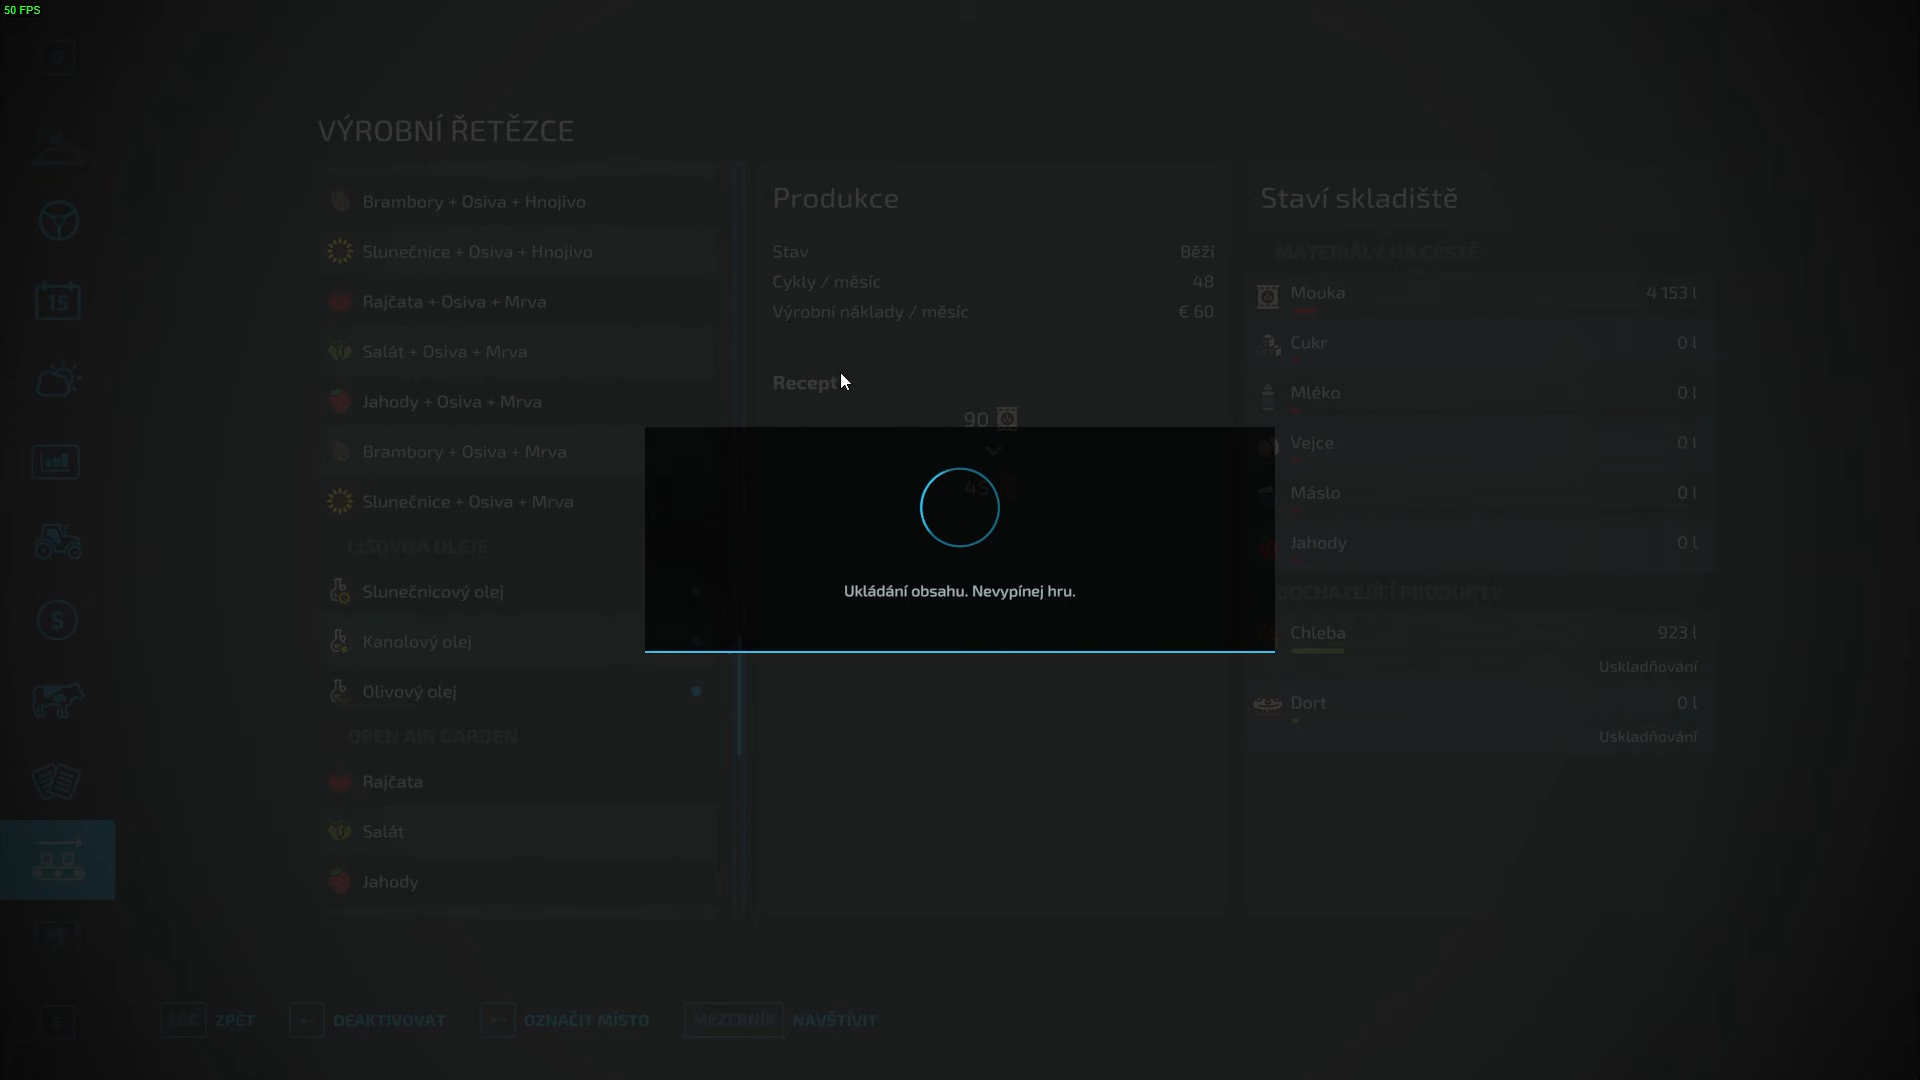 50 FPS
VÝROBNÍ ŘETĚZCE
Brambory + Osiva + Hnojivo
Slunečnice + Osiva + Hnojivo
Rajčata + Osiva + Mrva
Salát + Osiva + Mrva
Jahody + Osiva + Mrva
Brambory + Osiva + Mrva
Slunečnice + Osiva + Mrva
LISOVNA OLEJE
Slunečnicový olej
Kanolový olej
Olivový olej
OPEN AIR GARDEN
Rajčata
Salát
Jahody
Produkce
Stav Běží
Cykly / měsíc 48
Výrobní náklady / měsíc € 60
Recept
90
45
Ukládání obsahu. Nevypínej hru.
Staví skladiště
MATERIÁLY NA CESTĚ
Mouka 4 153 l
Cukr 0 l
Mléko 0 l
Vejce 0 l
Máslo 0 l
Jahody 0 l
ODCHÁZEJÍCÍ PRODUKTY
Chleba 923 l
Uskladňování
Dort 0 l
Uskladňování
15
$
Q
E
ESC ZPĚT DEAKTIVOVAT OZNAČIT MÍSTO MEZERNÍK NAVŠTÍVIT